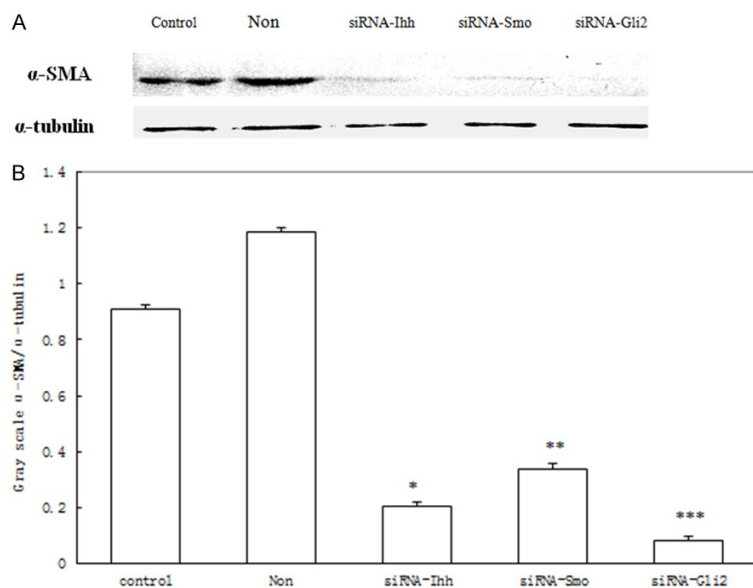 A
Control Non siRNA-Ihh siRNA-Smo siRNA-Gli2
α-SMA
α-tubulin
B
Gray scale α-SMA/α-tubulin
1.4
1.2
1
0.8
0.6
0.4
0.2
0
*
**
***
control Non siRNA-Ihh siRNA-Smo siRNA-Gli2